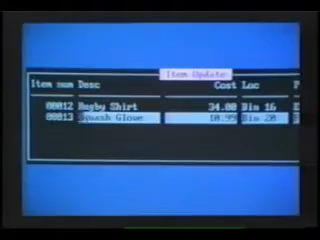 Item Update
Item num Desc Cost Loc
00012 Rugby Shirt 34.00 Bin 16
00013 Squash Glove 10.99 Bin 20